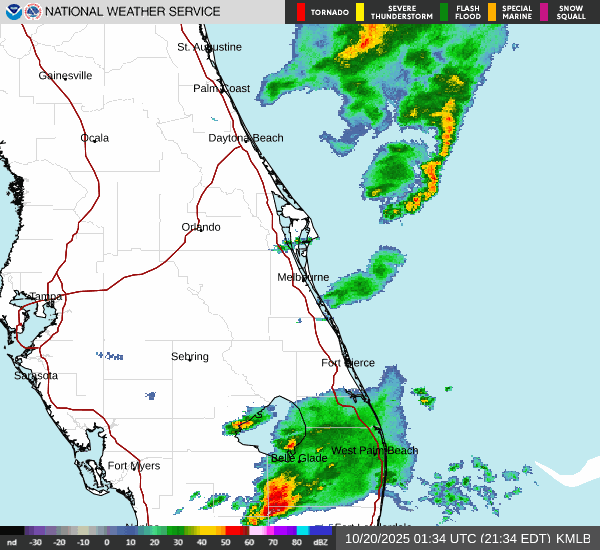 NATIONAL WEATHER SERVICE
TORNADO
SEVERE THUNDERSTORM
FLASH FLOOD
SPECIAL MARINE
SNOW SQUALL
St. Augustine
Gainesville
Palm Coast
Ocala
Daytona Beach
Orlando
Melbourne
Tampa
Sebring
Fort Pierce
Sarasota
West Palm Beach
Belle Glade
Fort Myers
nd -30 -20 -10 0 10 20 30 40 50 60 70 80 dBZ
10/20/2025 01:34 UTC (21:34 EDT) KMLB